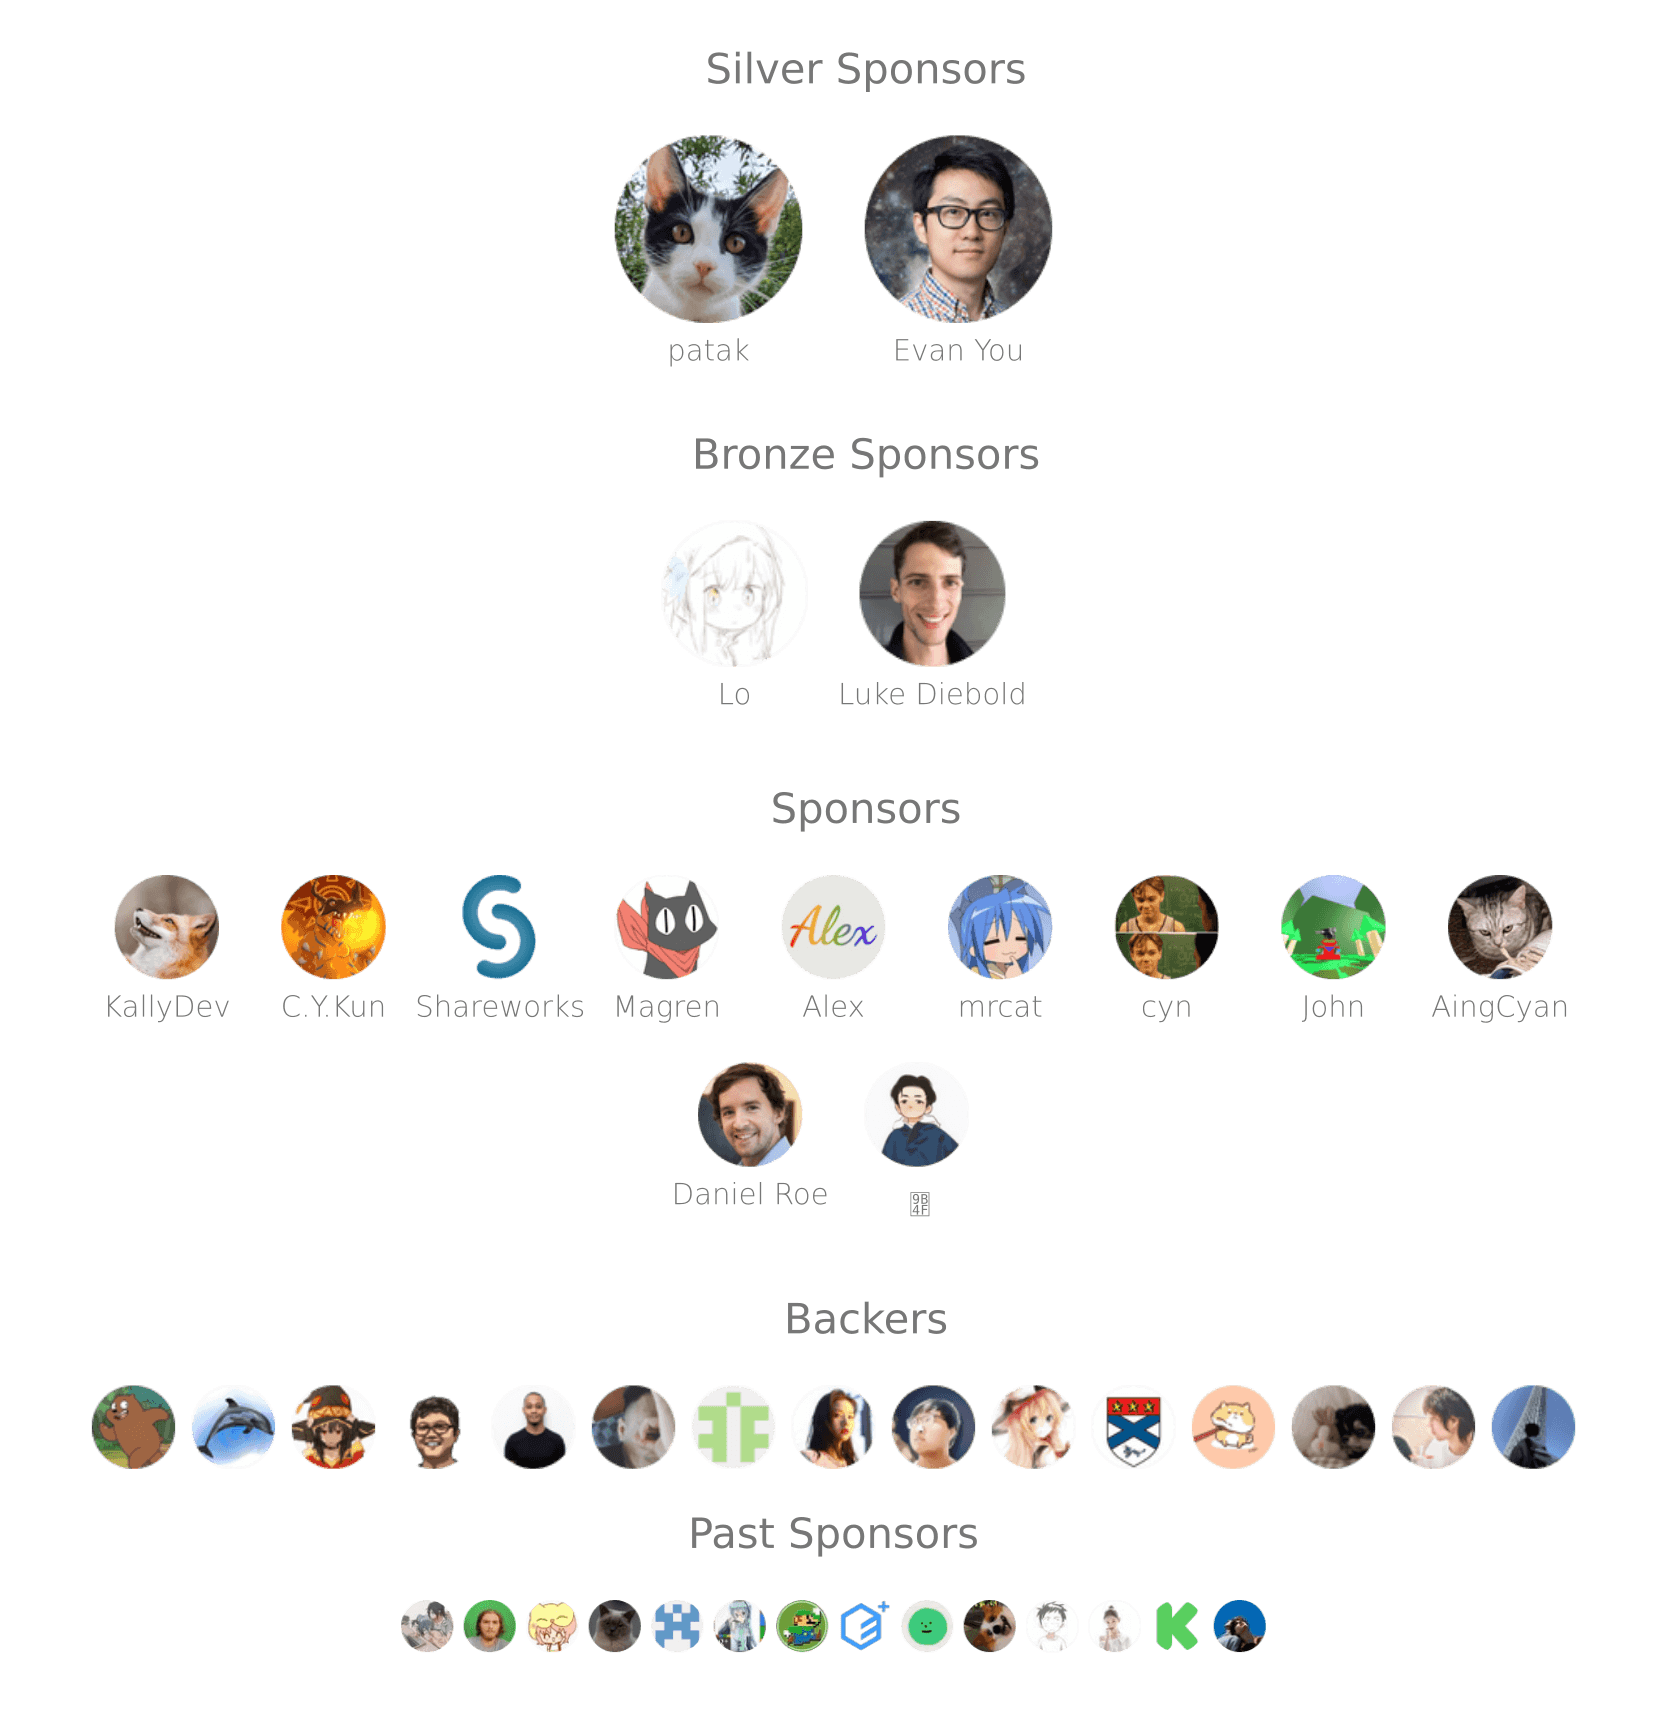 Silver Sponsors
patak Evan You
Bronze Sponsors
Lo Luke Diebold
Sponsors
Alex
KallyDev C.Y.Kun Shareworks Magren Alex mrcat cyn John AingCyan
Daniel Roe
Backers
Past Sponsors